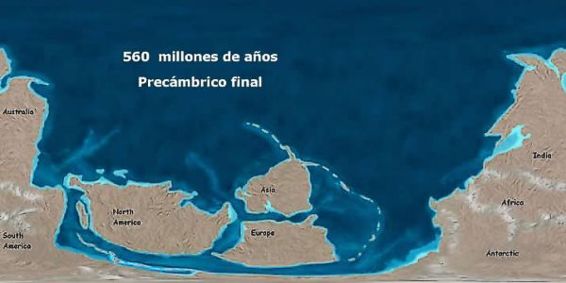 560 millones de años
Precámbrico final
Australia
India
Asia
North
America
Africa
South
America
Europe
Antarctic